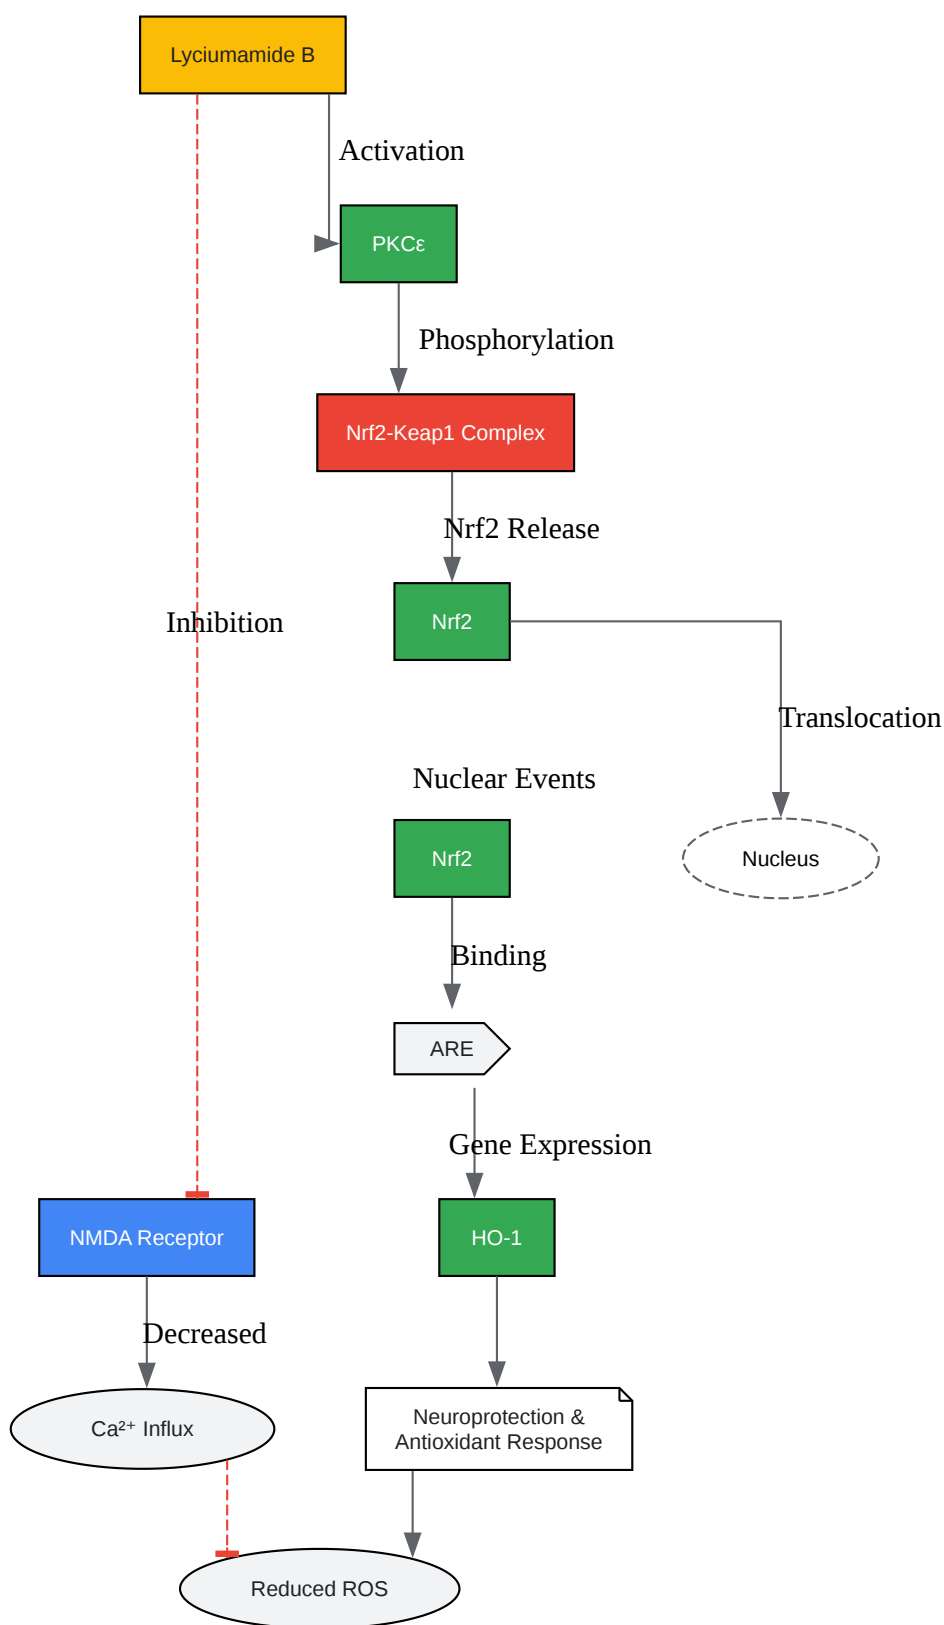 Lyciumamide B
Activation
PKCε
Phosphorylation
Nrf2-Keap1 Complex
Nrf2 Release
Nrf2
Inhibition
Translocation
Nuclear Events
Nrf2
Nucleus
Binding
ARE
Gene Expression
NMDA Receptor
HO-1
Decreased
Neuroprotection &
Antioxidant Response
Ca²⁺ Influx
Reduced ROS